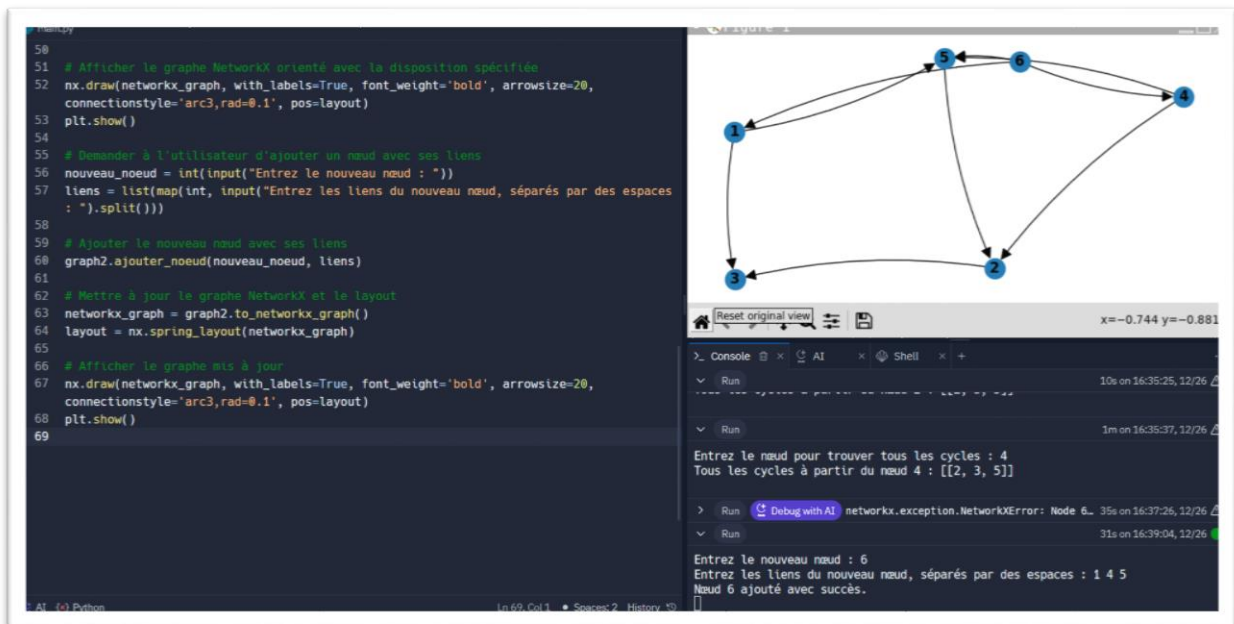 main.py
50
51 # Afficher le graphe NetworkX orienté avec la disposition spécifiée
52 nx.draw(networkx_graph, with_labels=True, font_weight='bold', arrowsize=20,
connectionstyle='arc3,rad=0.1', pos=layout)
53 plt.show()
54
55 # Demander à l'utilisateur d'ajouter un nœud avec ses liens
56 nouveau_noeud = int(input("Entrez le nouveau nœud : "))
57 liens = list(map(int, input("Entrez les liens du nouveau nœud, séparés par des espaces
: ").split()))
58
59 # Ajouter le nouveau nœud avec ses liens
60 graph2.ajouter_noeud(nouveau_noeud, liens)
61
62 # Mettre à jour le graphe NetworkX et le layout
63 networkx_graph = graph2.to_networkx_graph()
64 layout = nx.spring_layout(networkx_graph)
65
66 # Afficher le graphe mis à jour
67 nx.draw(networkx_graph, with_labels=True, font_weight='bold', arrowsize=20,
connectionstyle='arc3,rad=0.1', pos=layout)
68 plt.show()
69
AI {•} Python
Ln 69, Col 1 • Spaces: 2 History
Figure 1
5
6
4
1
2
3
Reset original view
x=-0.744 y=-0.881
>_ Console
AI
Shell
Run
10s on 16:35:25, 12/26
Run
1m on 16:35:37, 12/26
Entrez le nœud pour trouver tous les cycles : 4
Tous les cycles à partir du nœud 4 : [[2, 3, 5]]
Run Debug with AI networkx.exception.NetworkXError: Node 6… 35s on 16:37:26, 12/26
Run
31s on 16:39:04, 12/26
Entrez le nouveau nœud : 6
Entrez les liens du nouveau nœud, séparés par des espaces : 1 4 5
Nœud 6 ajouté avec succès.